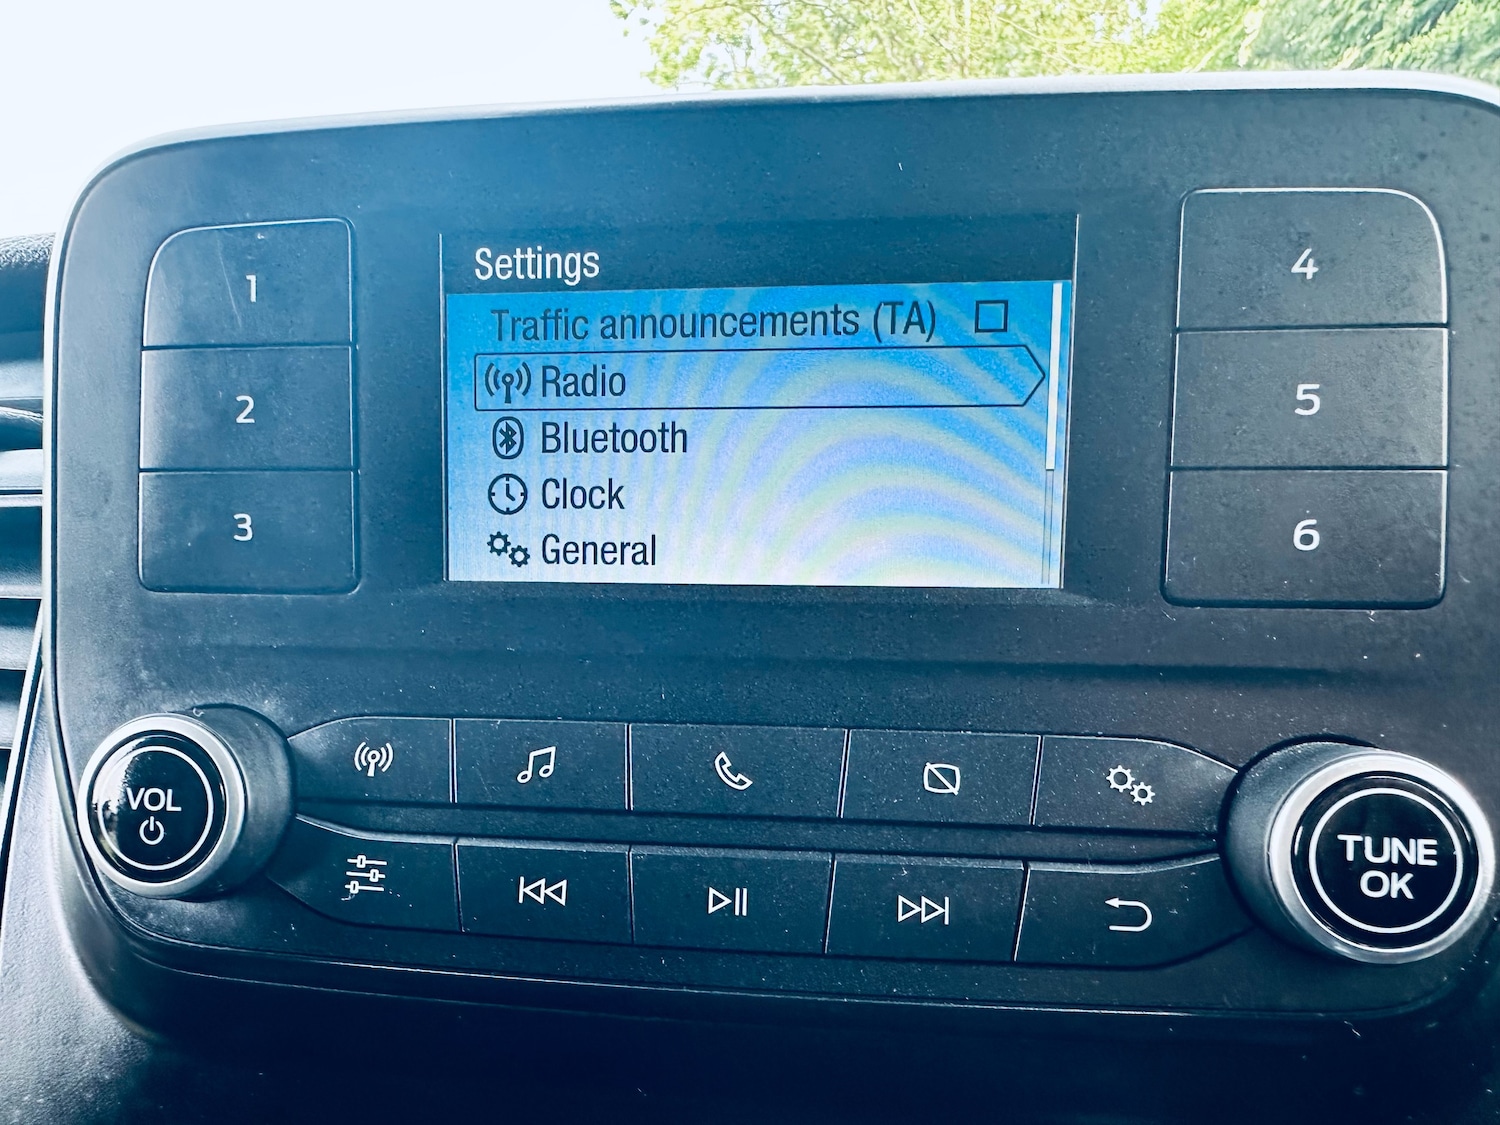 Settings
Traffic announcements (TA)
Radio
Bluetooth
Clock
General
1
2
3
4
5
6
VOL
TUNE
OK